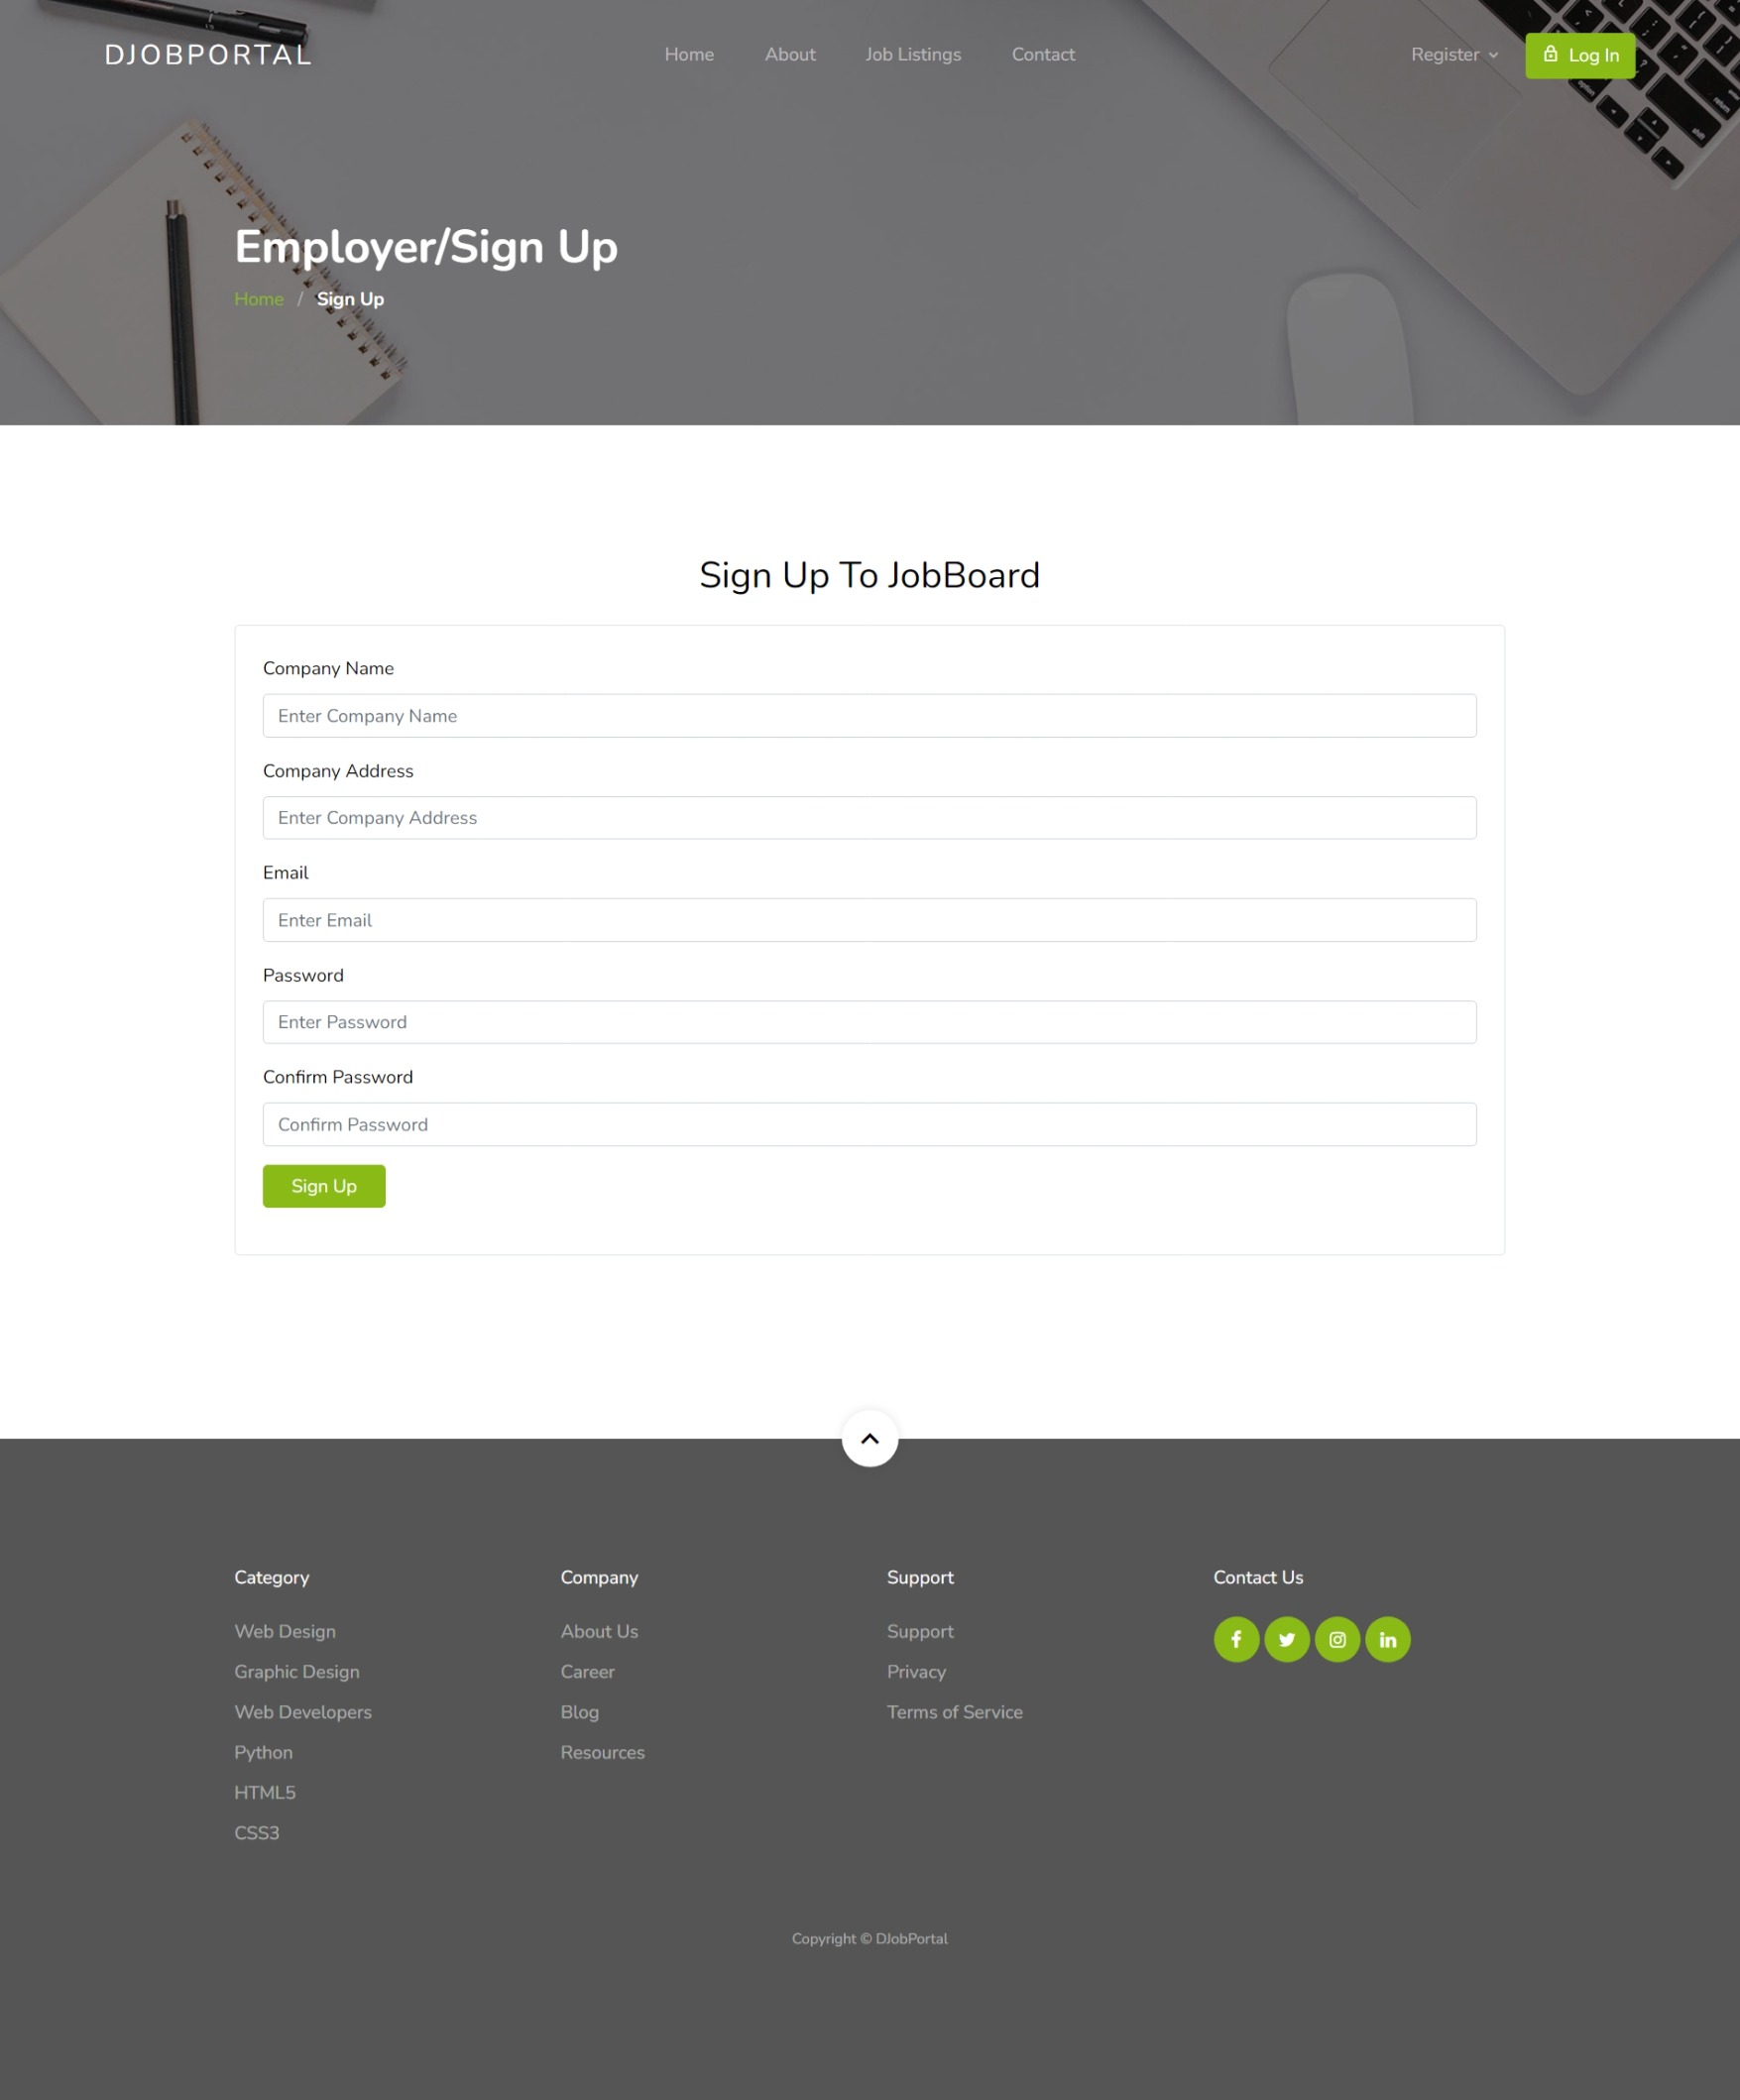 DJOBPORTAL
Home About Job Listings Contact
Register
Log In
Employer/Sign Up
Home / Sign Up
Sign Up To JobBoard
Company Name
Enter Company Name
Company Address
Enter Company Address
Email
Enter Email
Password
Enter Password
Confirm Password
Confirm Password
Sign Up
Category
Web Design
Graphic Design
Web Developers
Python
HTML5
CSS3
Company
About Us
Career
Blog
Resources
Support
Support
Privacy
Terms of Service
Contact Us
Copyright © DJobPortal